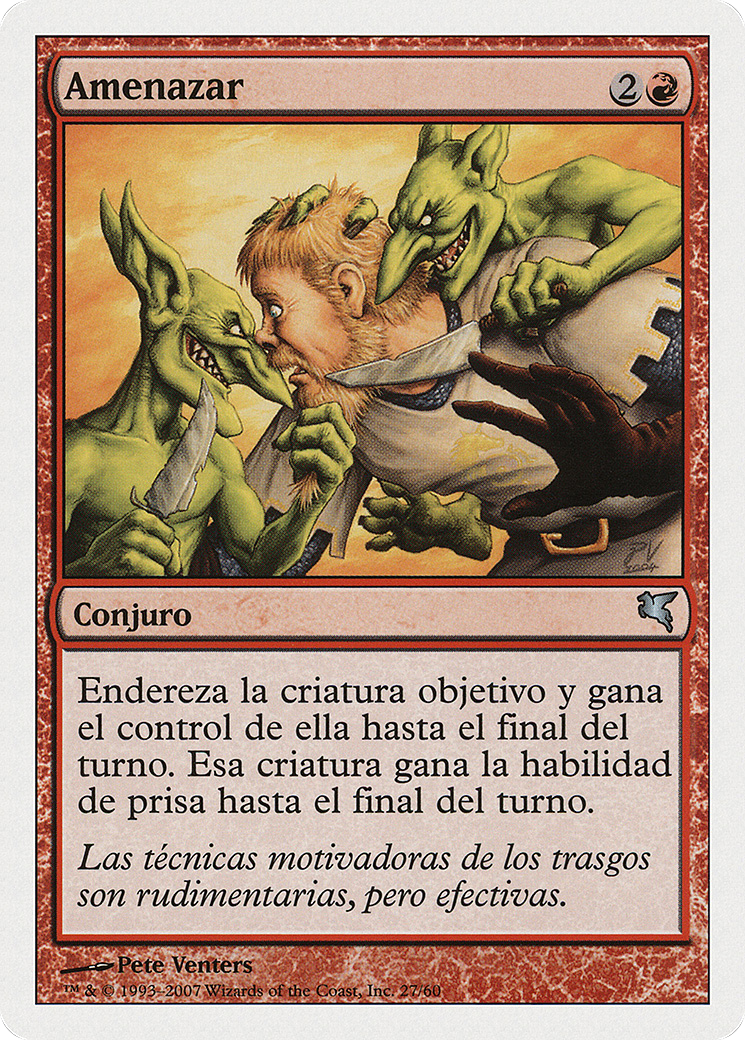 Amenazar 2
PV
2004
Conjuro
Endereza la criatura objetivo y gana
el control de ella hasta el final del
turno. Esa criatura gana la habilidad
de prisa hasta el final del turno.
Las técnicas motivadoras de los trasgos
son rudimentarias, pero efectivas.
Pete Venters
™ & © 1993–2007 Wizards of the Coast, Inc. 27/60